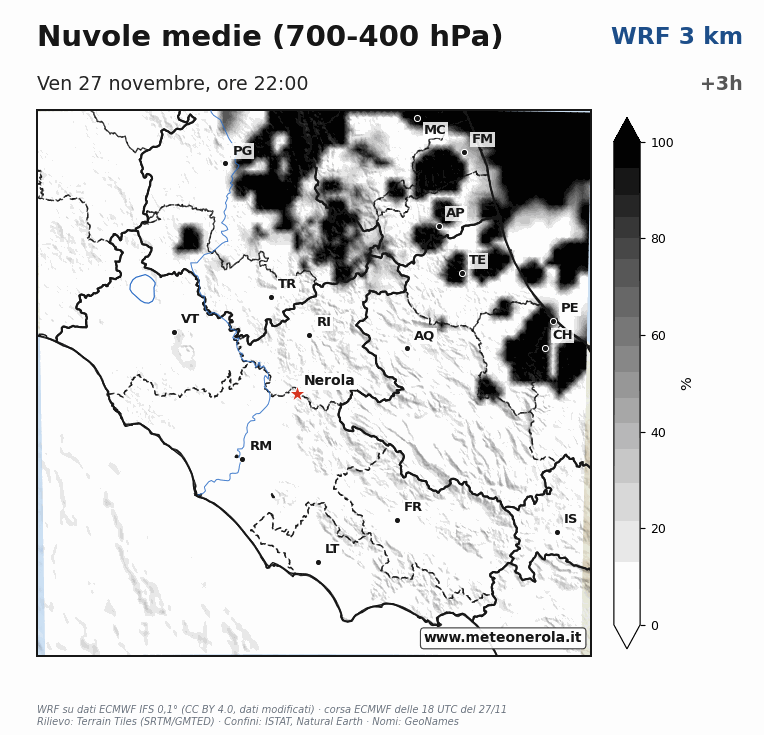 Nuvole medie (700-400 hPa)
WRF 3 km
Ven 27 novembre, ore 22:00
+3h
MC
FM
PG
AP
TE
TR
PE
VT
RI
AQ
CH
Nerola
RM
FR
IS
LT
www.meteonerola.it
100
80
60
40
20
0
%
WRF su dati ECMWF IFS 0,1° (CC BY 4.0, dati modificati) · corsa ECMWF delle 18 UTC del 27/11
Rilievo: Terrain Tiles (SRTM/GMTED) · Confini: ISTAT, Natural Earth · Nomi: GeoNames